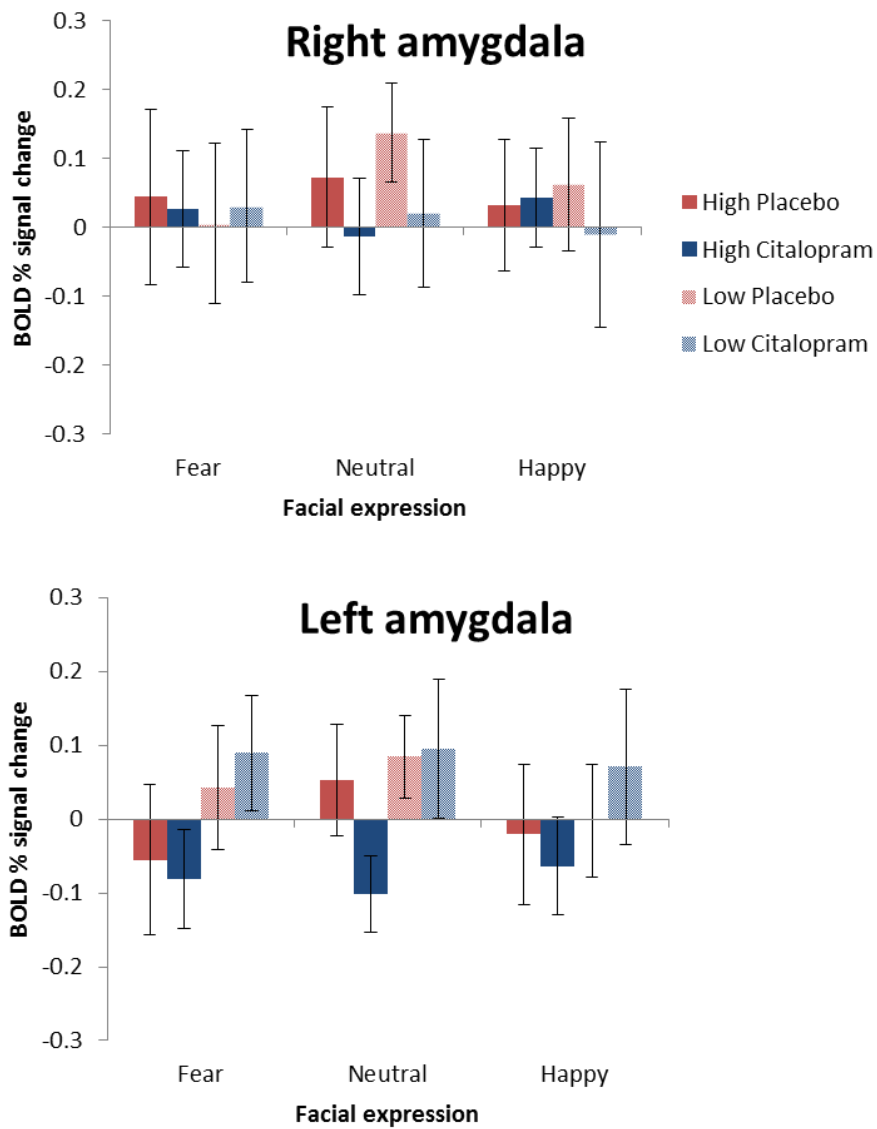 Right amygdala
0.3
0.2
0.1
0
-0.1
-0.2
-0.3
BOLD % signal change
Fear Neutral Happy
Facial expression
High Placebo
High Citalopram
Low Placebo
Low Citalopram
Left amygdala
0.3
0.2
0.1
0
-0.1
-0.2
-0.3
BOLD % signal change
Fear Neutral Happy
Facial expression